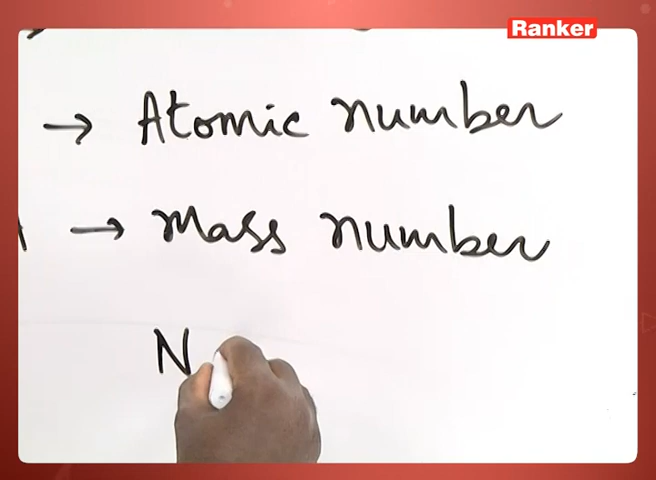 Ranker
→ Atomic number
→ Mass number
N